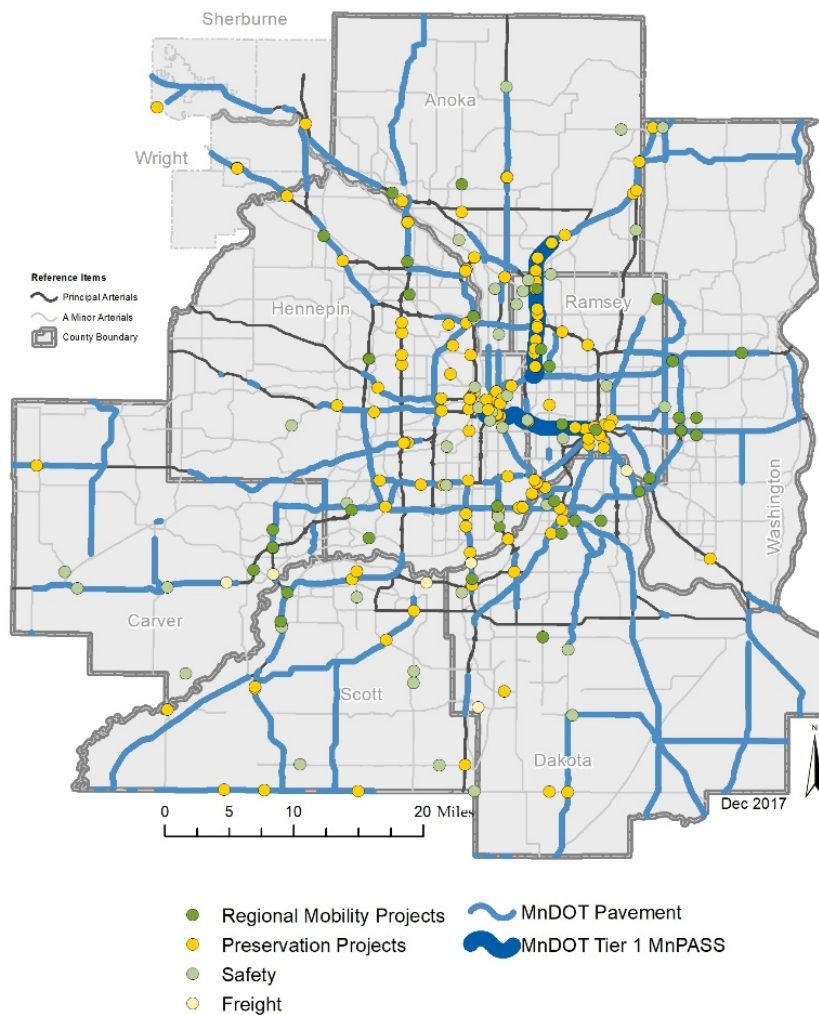 Sherburne
Anoka
Wright
Reference Items
Principal Arterials
A Minor Arterials
County Boundary
Hennepin
Ramsey
Washington
Carver
Scott
Dakota
N
Dec 2017
0 5 10 20 Miles
Regional Mobility Projects
MnDOT Pavement
Preservation Projects
MnDOT Tier 1 MnPASS
Safety
Freight